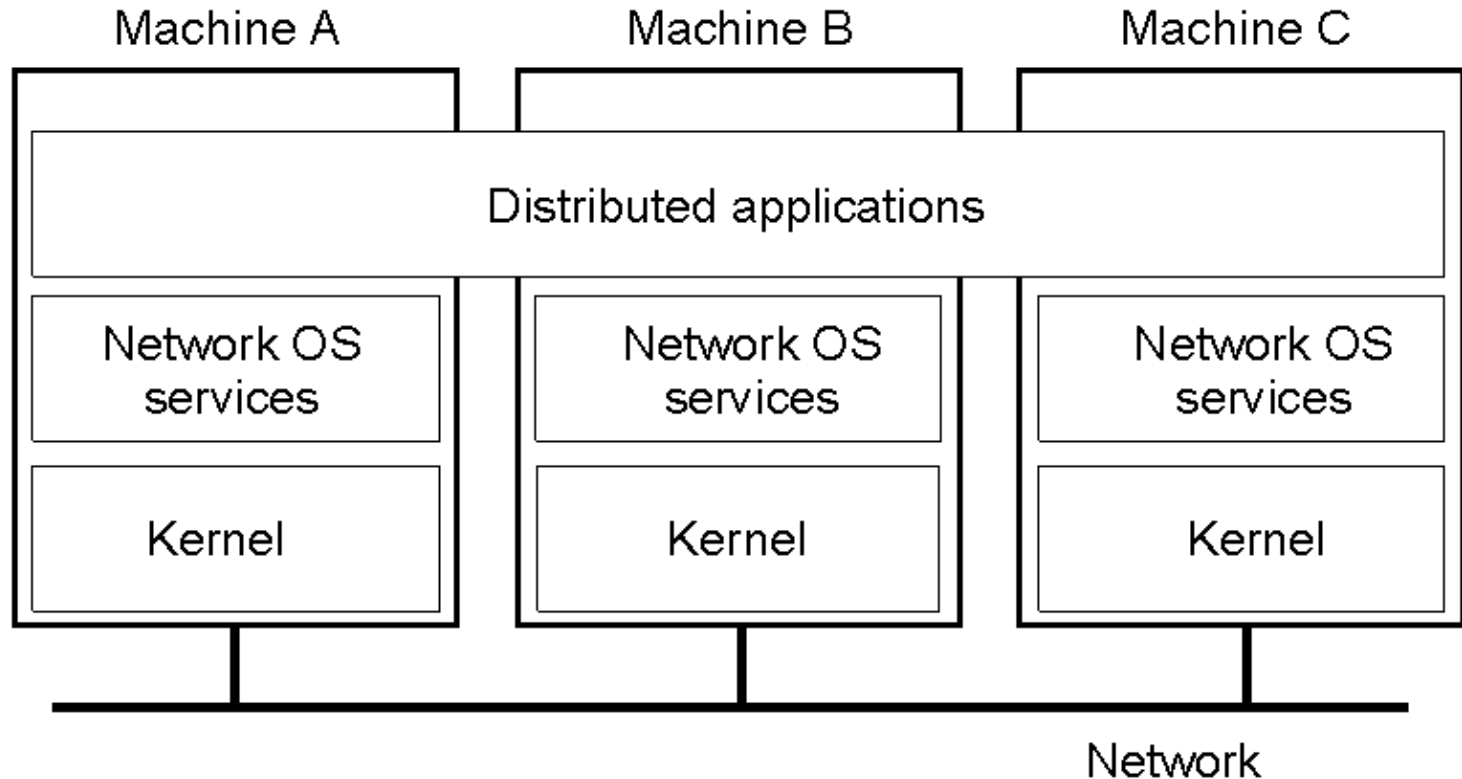 Machine A
Machine B
Machine C
Distributed applications
Network OS
services
Network OS
services
Network OS
services
Kernel
Kernel
Kernel
Network